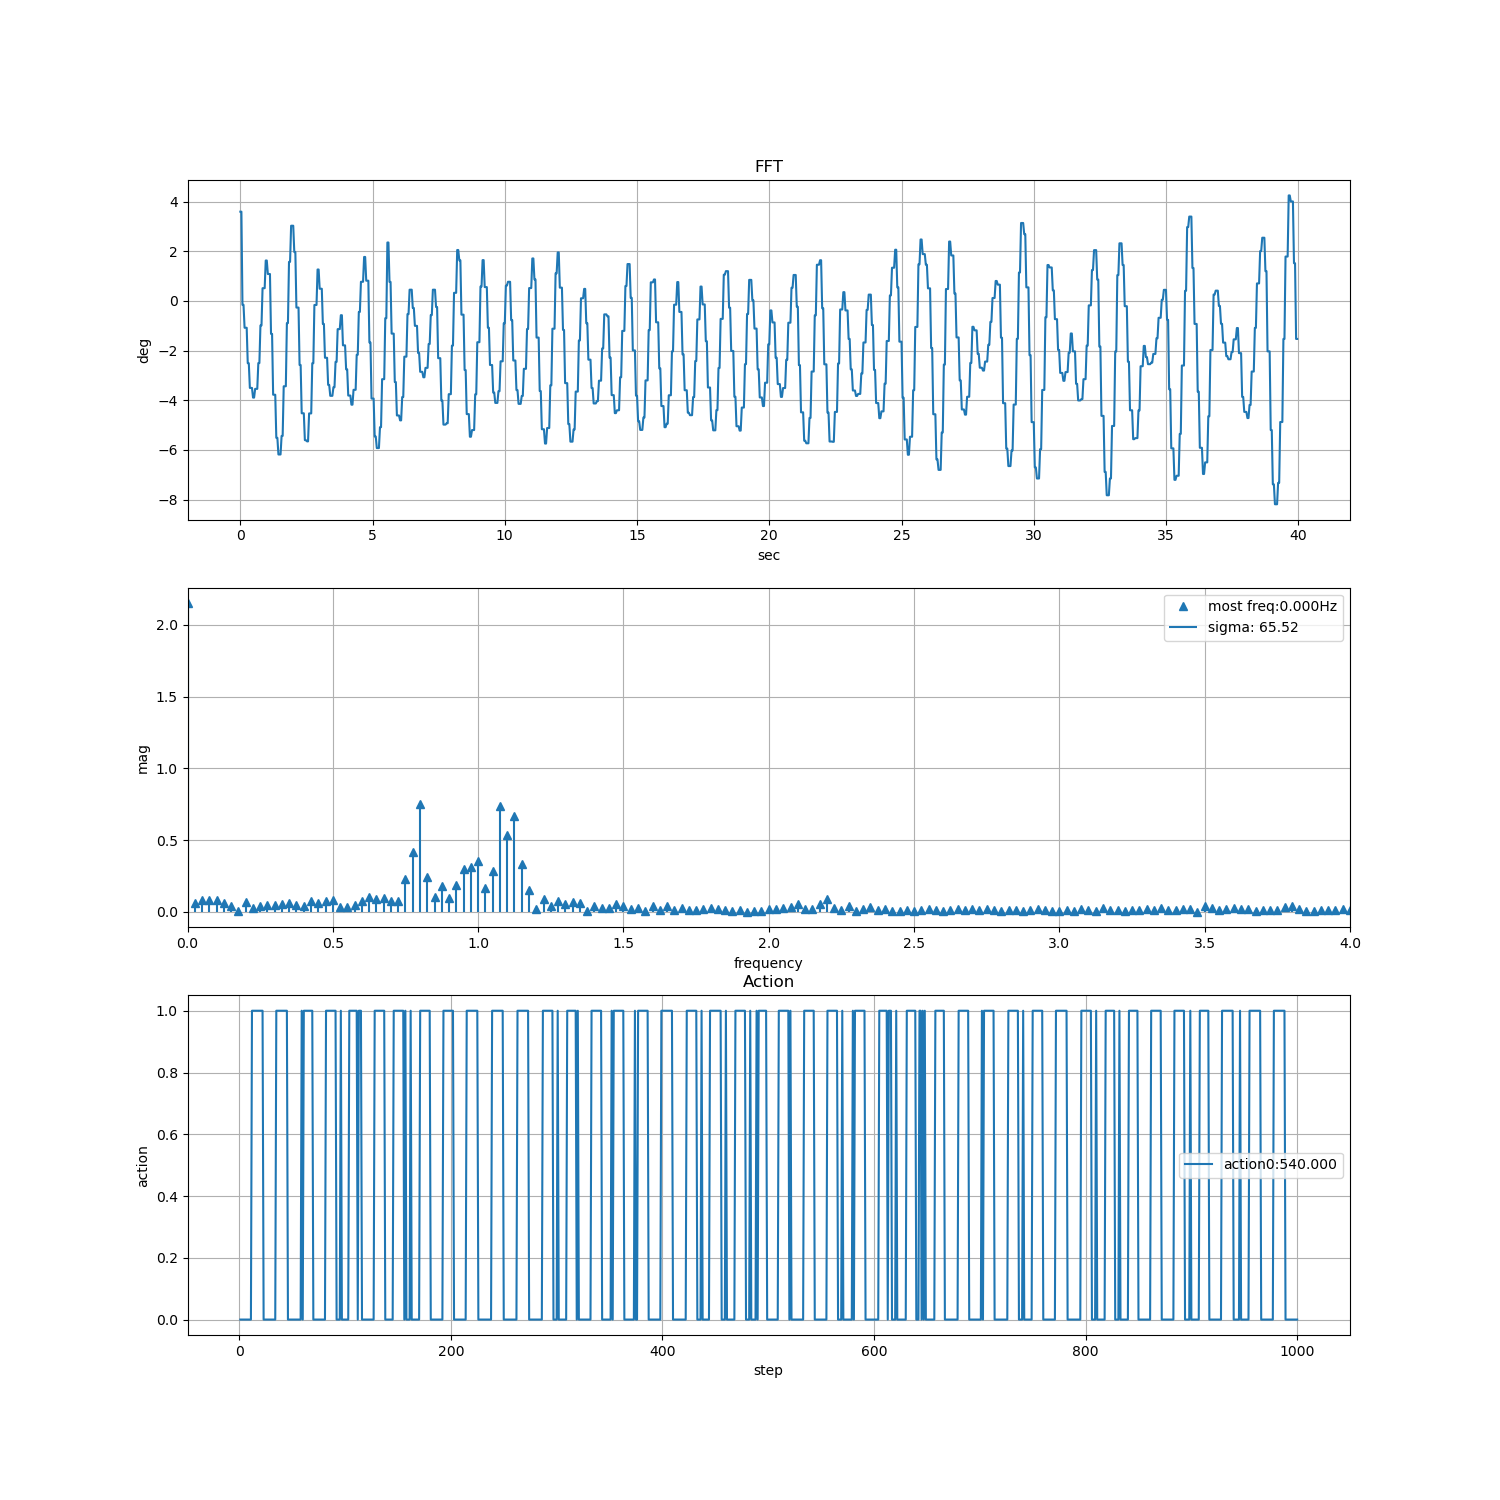 FFT
4
2
0
−2
−4
−6
−8
deg
0 5 10 15 20 25 30 35 40
sec
most freq:0.000Hz
sigma: 65.52
2.0
1.5
1.0
0.5
0.0
mag
0.0 0.5 1.0 1.5 2.0 2.5 3.0 3.5 4.0
frequency
Action
1.0
0.8
0.6
0.4
0.2
0.0
action
action0:540.000
0 200 400 600 800 1000
step